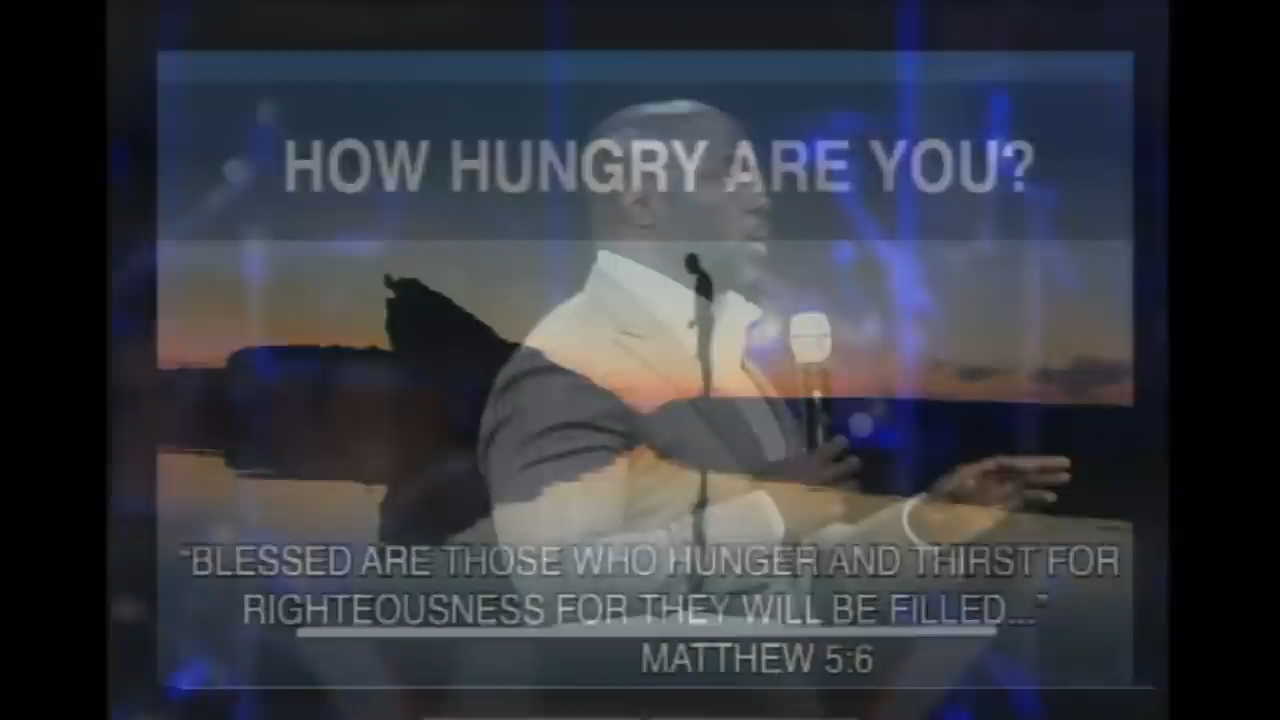 HOW HUNGRY ARE YOU?
"BLESSED ARE THOSE WHO HUNGER AND THIRST FOR
RIGHTEOUSNESS FOR THEY WILL BE FILLED..."
MATTHEW 5:6